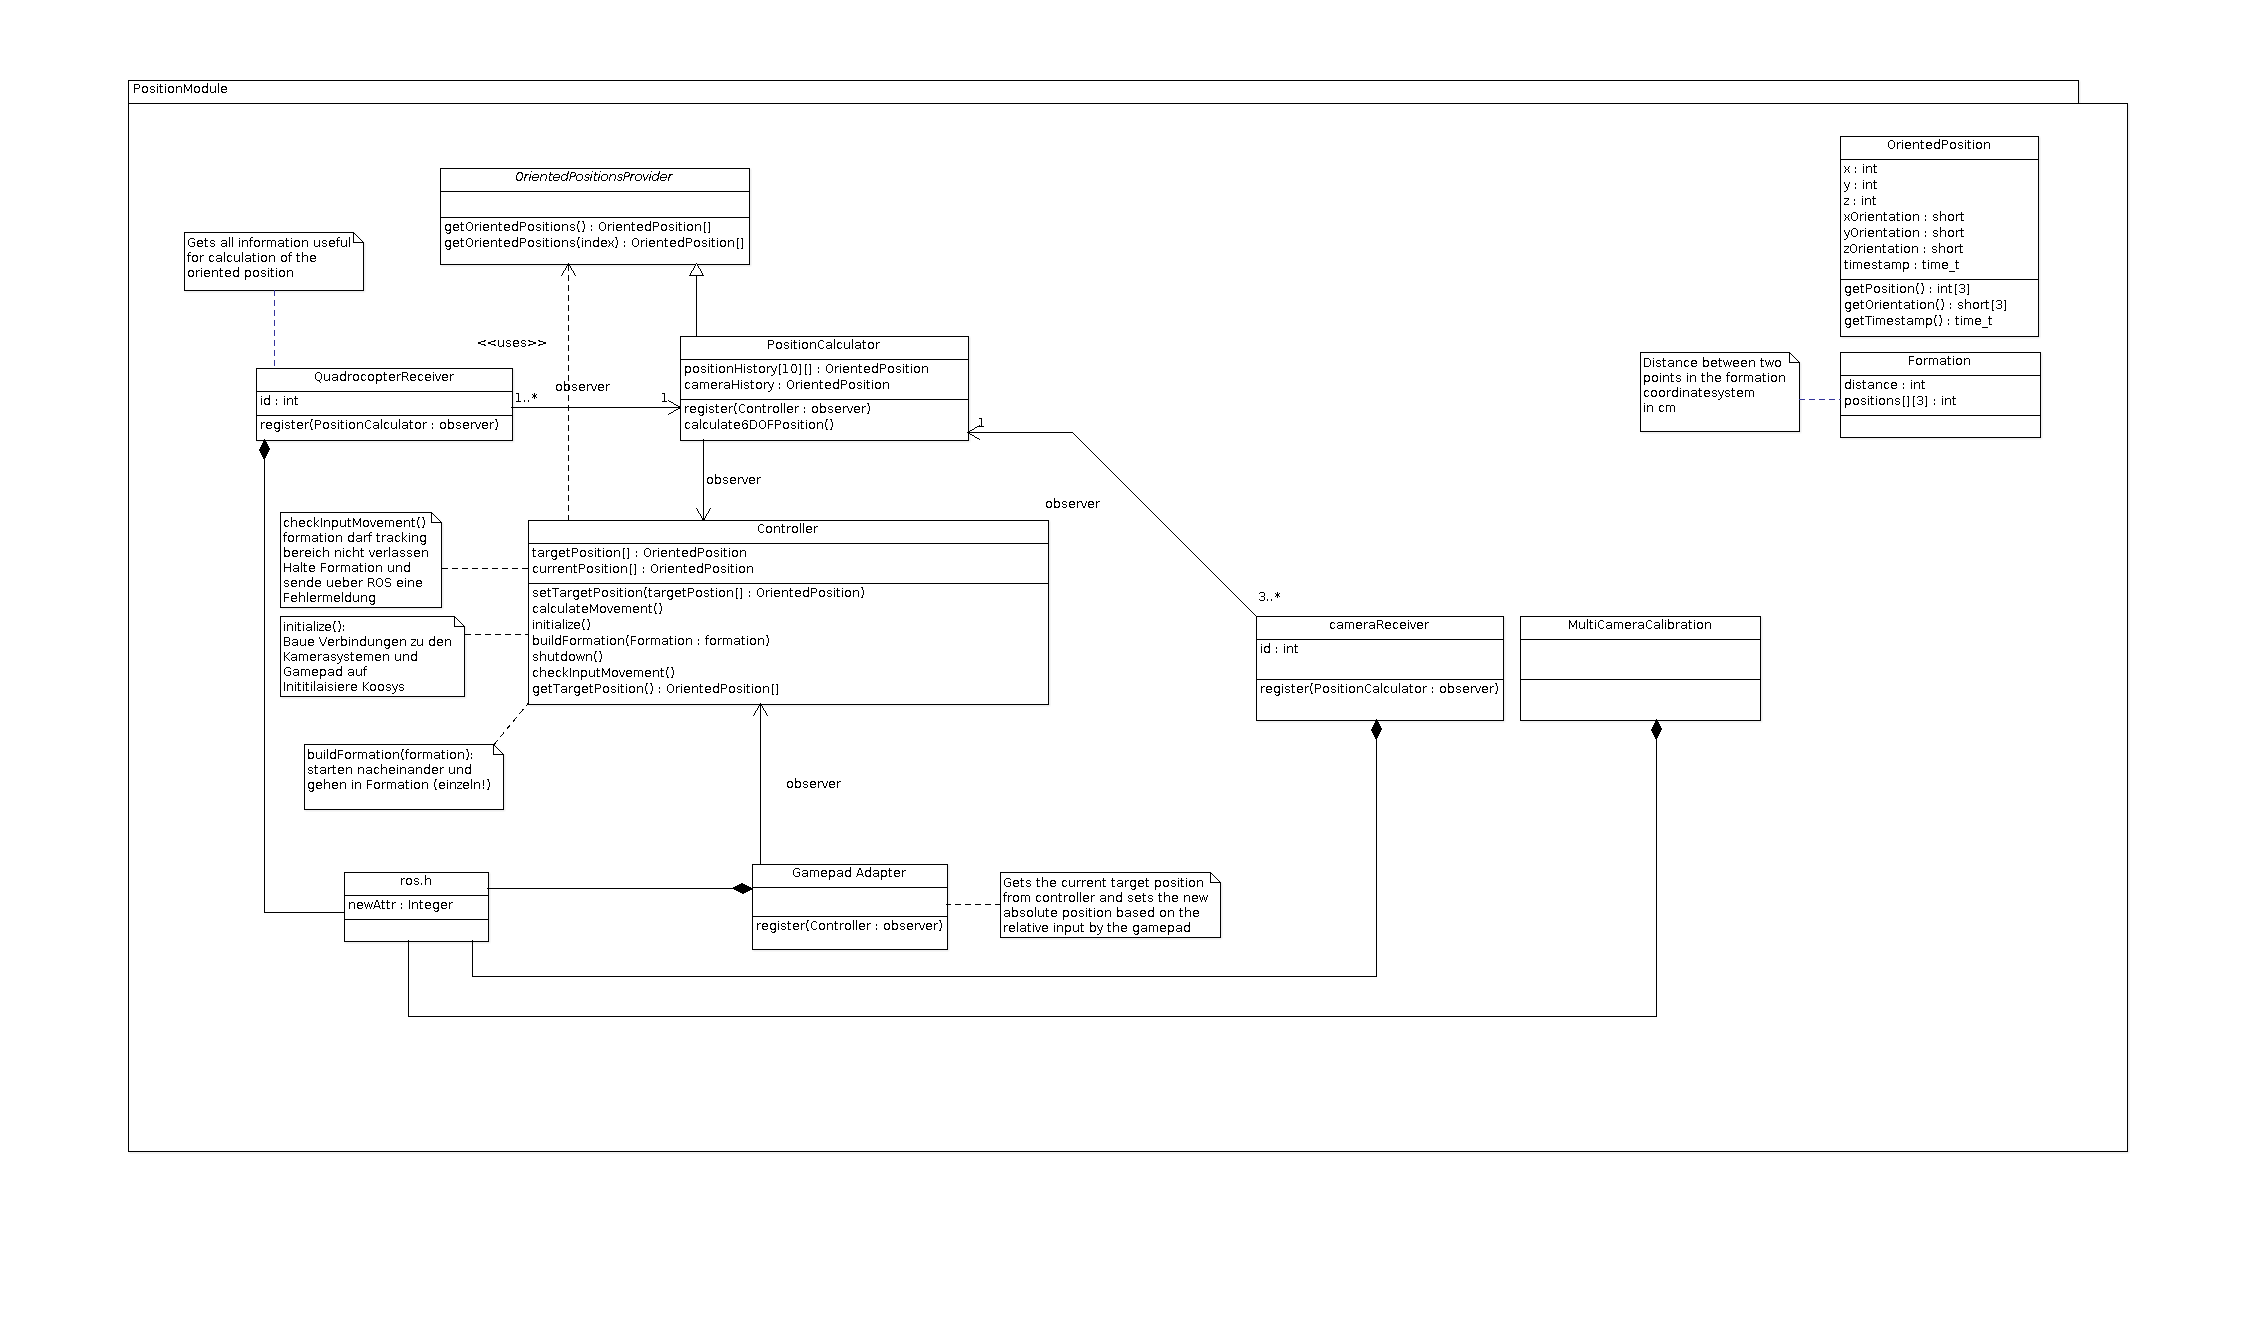 PositionModule
OrientedPosition
x : int
y : int
z : int
xOrientation : short
yOrientation : short
zOrientation : short
timestamp : time_t
getPosition() : int[3]
getOrientation() : short[3]
getTimestamp() : time_t
OrientedPositionsProvider
getOrientedPositions() : OrientedPosition[]
getOrientedPositions(index) : OrientedPosition[]
Gets all information useful
for calculation of the
oriented position
<<uses>>
PositionCalculator
positionHistory[10][] : OrientedPosition
cameraHistory : OrientedPosition
register(Controller : observer)
calculate6DOFPosition()
Distance between two
points in the formation
coordinatesystem
in cm
Formation
distance : int
positions[][3] : int
QuadrocopterReceiver
id : int
register(PositionCalculator : observer)
observer
1..*
1
1
observer
observer
3..*
checkInputMovement()
formation darf tracking
bereich nicht verlassen
Halte Formation und
sende ueber ROS eine
Fehlermeldung
Controller
targetPosition[] : OrientedPosition
currentPosition[] : OrientedPosition
setTargetPosition(targetPostion[] : OrientedPosition)
calculateMovement()
initialize()
buildFormation(Formation : formation)
shutdown()
checkInputMovement()
getTargetPosition() : OrientedPosition[]
initialize():
Baue Verbindungen zu den
Kamerasystemen und
Gamepad auf
Inititilaisiere Koosys
cameraReceiver
id : int
register(PositionCalculator : observer)
MultiCameraCalibration
buildFormation(formation):
starten nacheinander und
gehen in Formation (einzeln!)
observer
ros.h
newAttr : Integer
Gamepad Adapter
register(Controller : observer)
Gets the current target position
from controller and sets the new
absolute position based on the
relative input by the gamepad